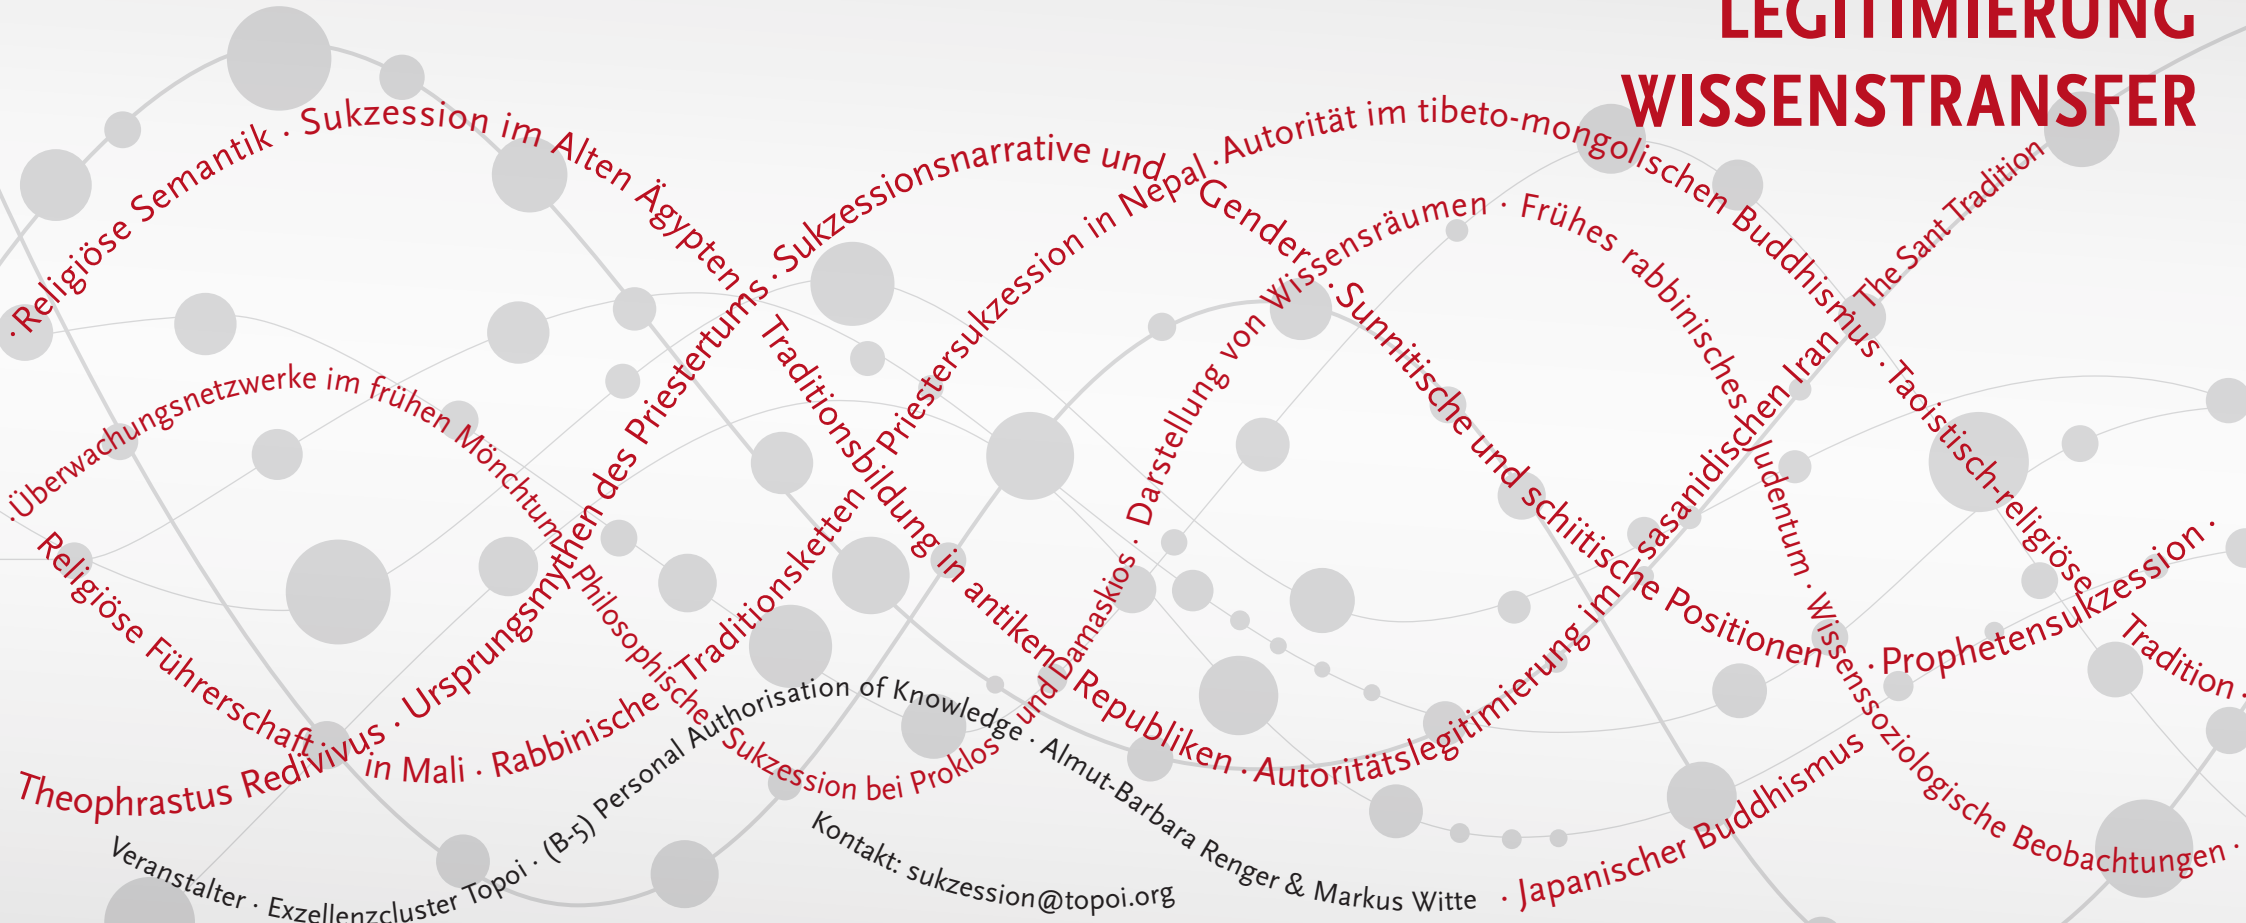 LEGITIMIERUNG
WISSENSTRANSFER
· Religiöse Semantik · Sukzession im Alten Ägypten · Traditionsbildung in antiken Republiken · Autoritätslegitimierung im sasanidischen Iran · The Sant Tradition
· Überwachungsnetzwerke im frühen Mönchtum · Philosophische Sukzession bei Proklos und Damaskios · Darstellung von Wissensräumen · Frühes rabbinisches Judentum · Wissenssoziologische Beobachtungen ·
Religiöse Führerschaft in Mali · Rabbinische Traditionsketten · Priestersukzession in Nepal · Autorität im tibeto-mongolischen Buddhismus · Taoistisch-religiöse Tradition ·
Theophrastus Redivivus · Ursprungsmythen des Priestertums · Sukzessionsnarrative und Gender · Sunnitische und schiitische Positionen · Prophetensukzession ·
· Japanischer Buddhismus
Veranstalter · Exzellenzcluster Topoi · (B-5) Personal Authorisation of Knowledge · Almut-Barbara Renger & Markus Witte
Kontakt: sukzession@topoi.org